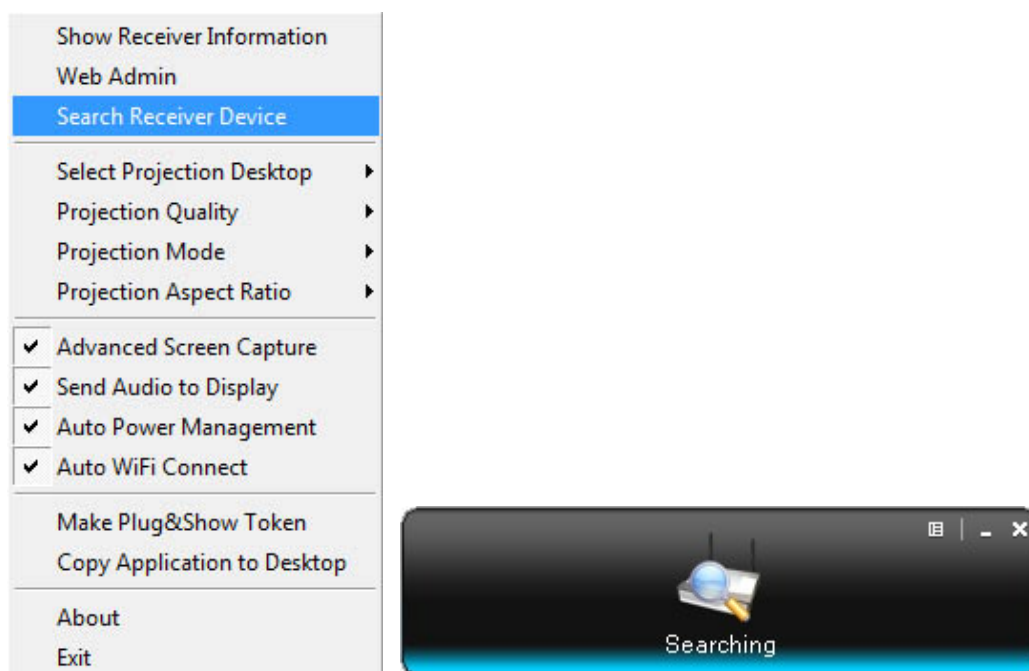 Show Receiver Information
Web Admin
Search Receiver Device
Select Projection Desktop
Projection Quality
Projection Mode
Projection Aspect Ratio
Advanced Screen Capture
Send Audio to Display
Auto Power Management
Auto WiFi Connect
Make Plug&Show Token
Copy Application to Desktop
About
Exit
Searching